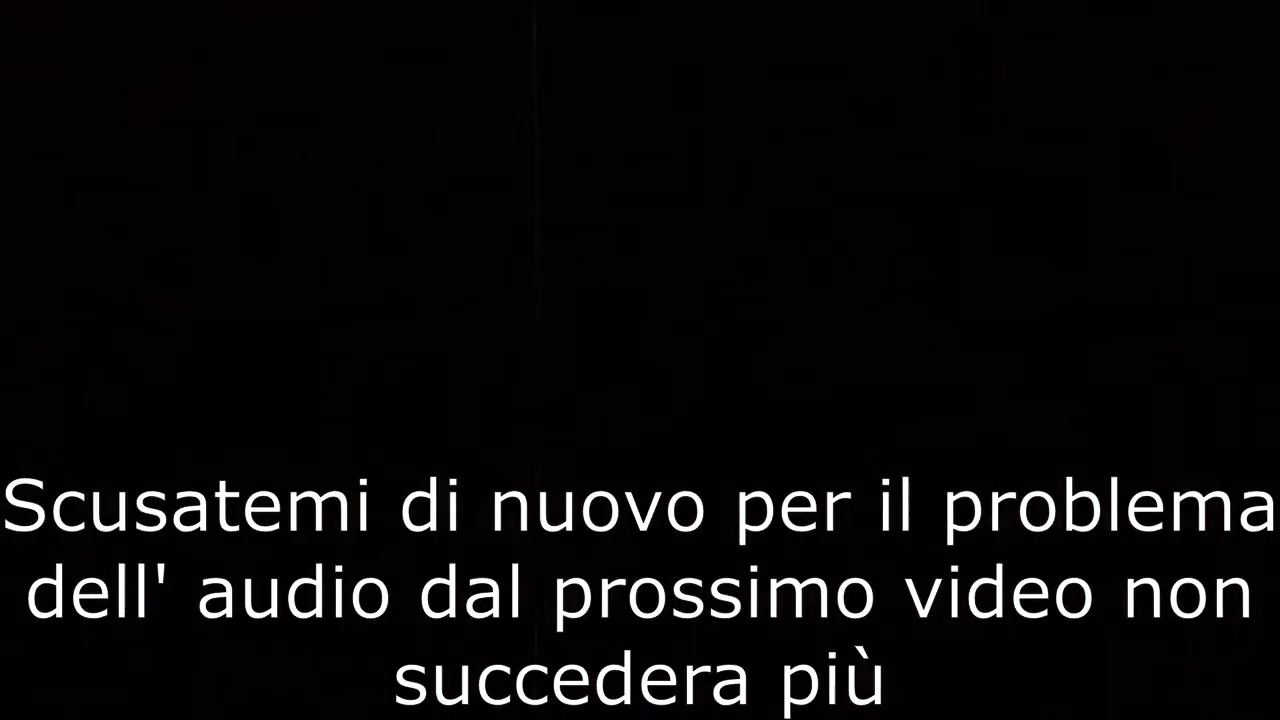 Scusatemi di nuovo per il problema
dell' audio dal prossimo video non
succedera più